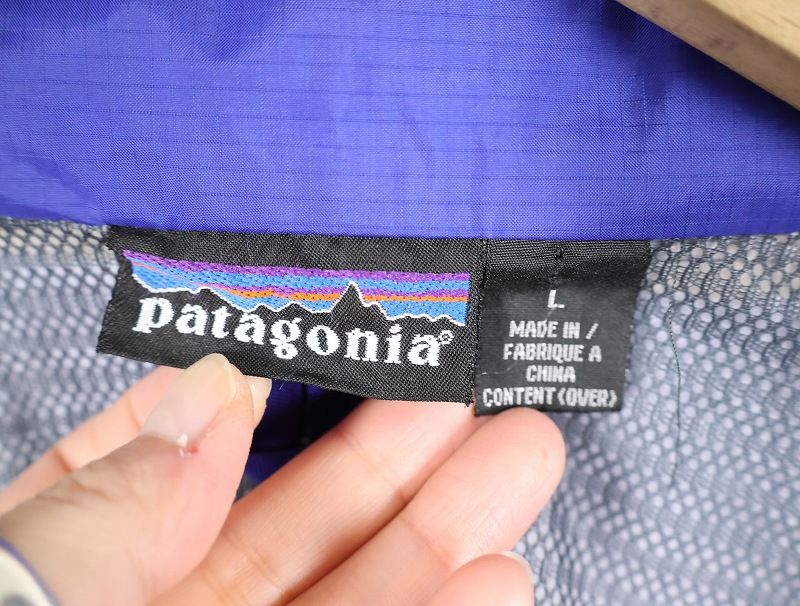 patagonia®
L
MADE IN /
FABRIQUE A
CHINA
CONTENT(OVER)